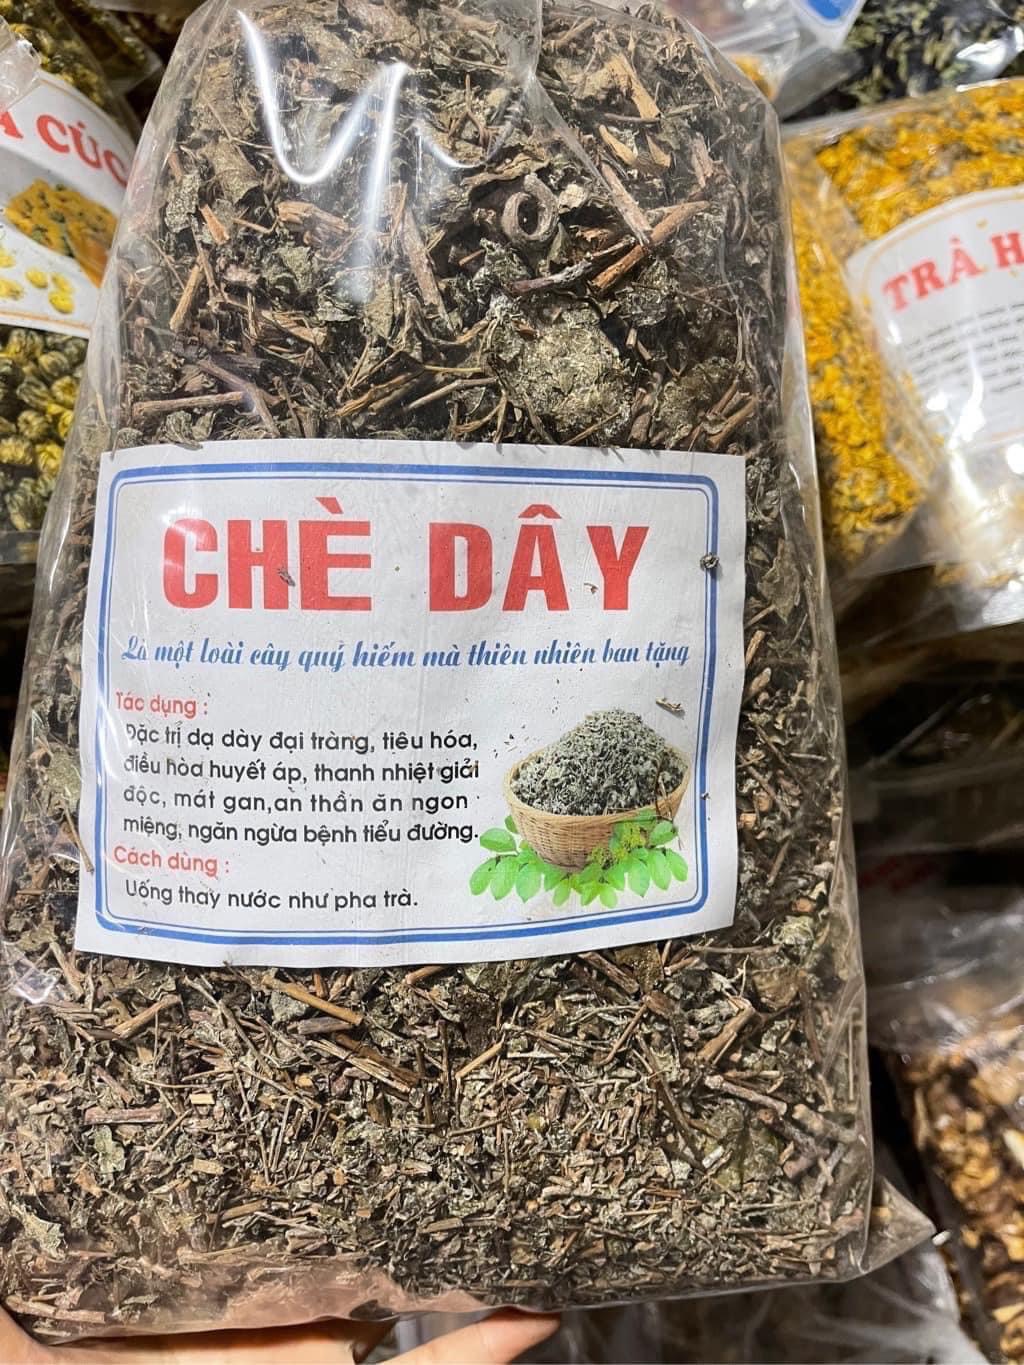 CHÈ DÂY
Là một loài cây quý hiếm mà thiên nhiên ban tặng
Tác dụng :
Đặc trị dạ dày đại tràng, tiêu hóa,
điều hòa huyết áp, thanh nhiệt giải
độc, mát gan,an thần ăn ngon
miệng, ngăn ngừa bệnh tiểu đường.
Cách dùng :
Uống thay nước như pha trà.
CÚC
TRÀ H